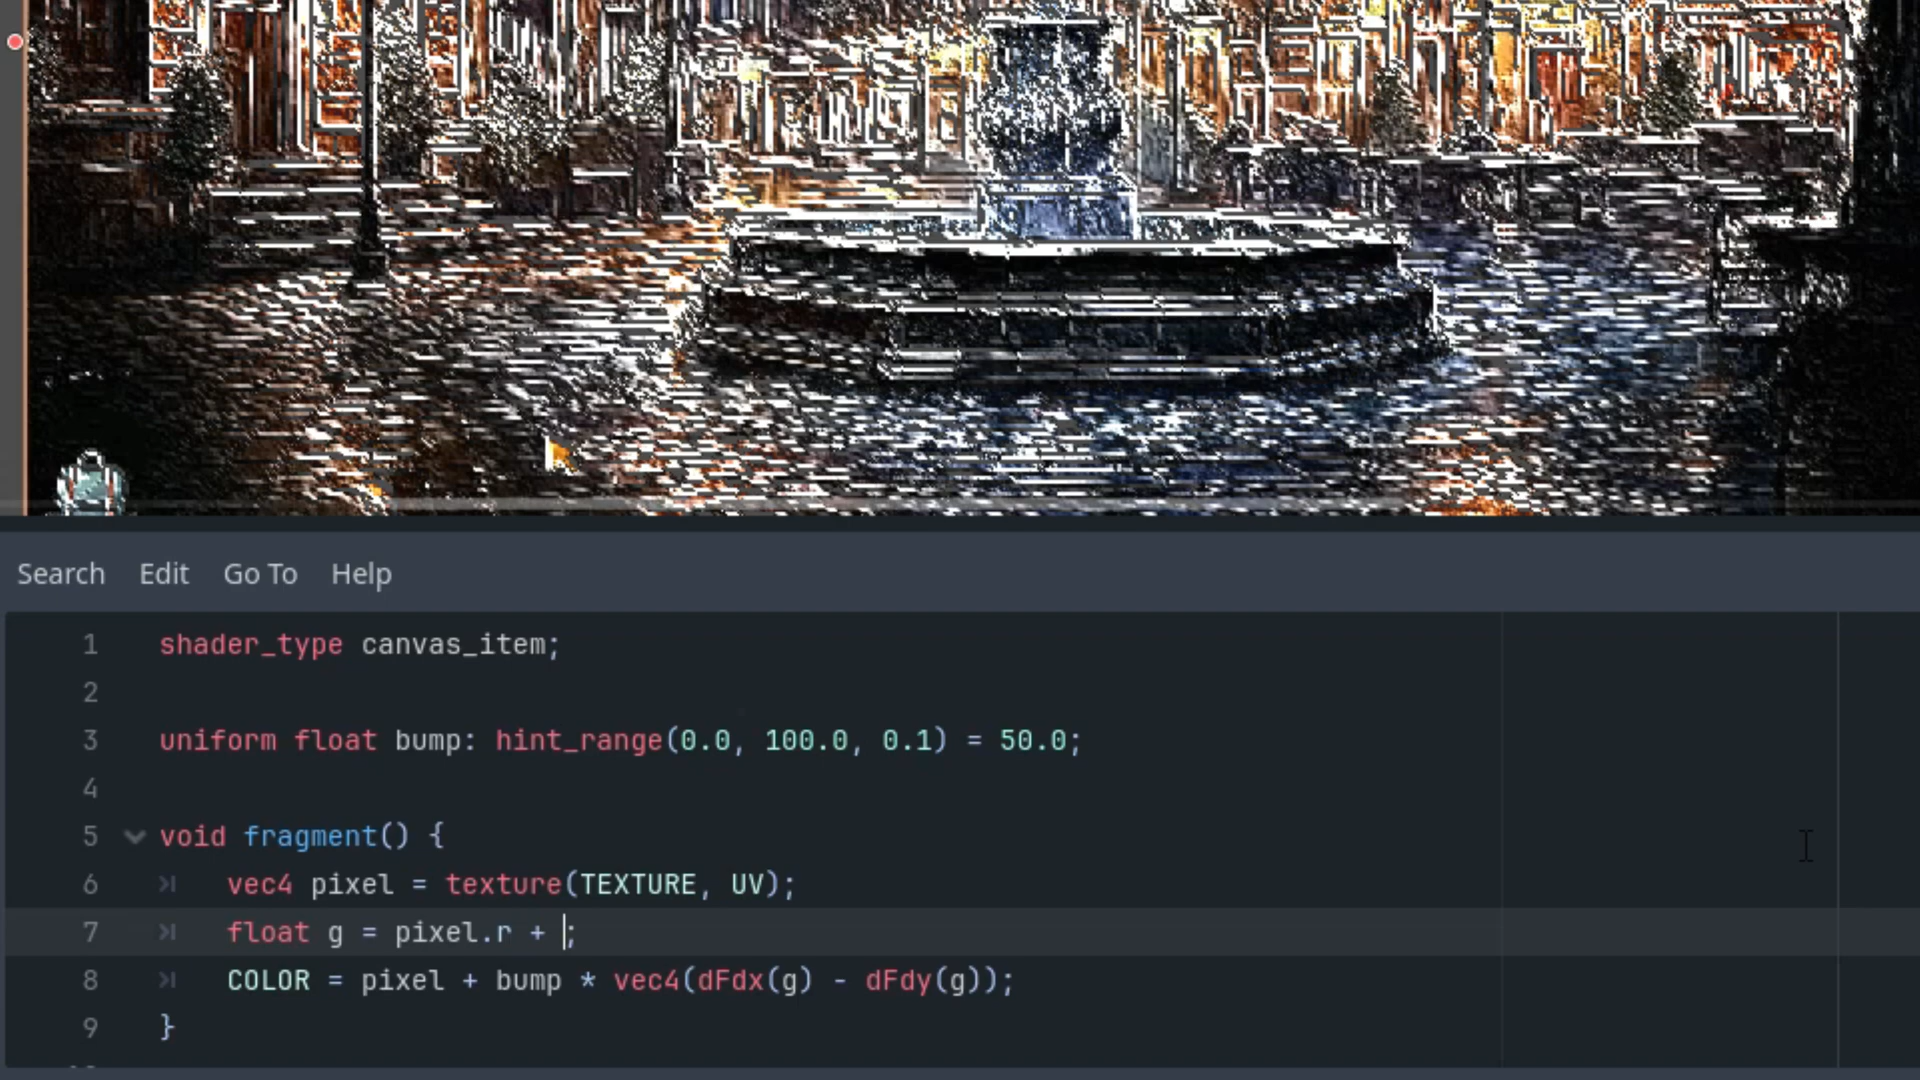 Search Edit Go To Help
1 shader_type canvas_item;
2
3 uniform float bump: hint_range(0.0, 100.0, 0.1) = 50.0;
4
5 void fragment() {
6 vec4 pixel = texture(TEXTURE, UV);
7 float g = pixel.r + ;
8 COLOR = pixel + bump * vec4(dFdx(g) - dFdy(g));
9 }